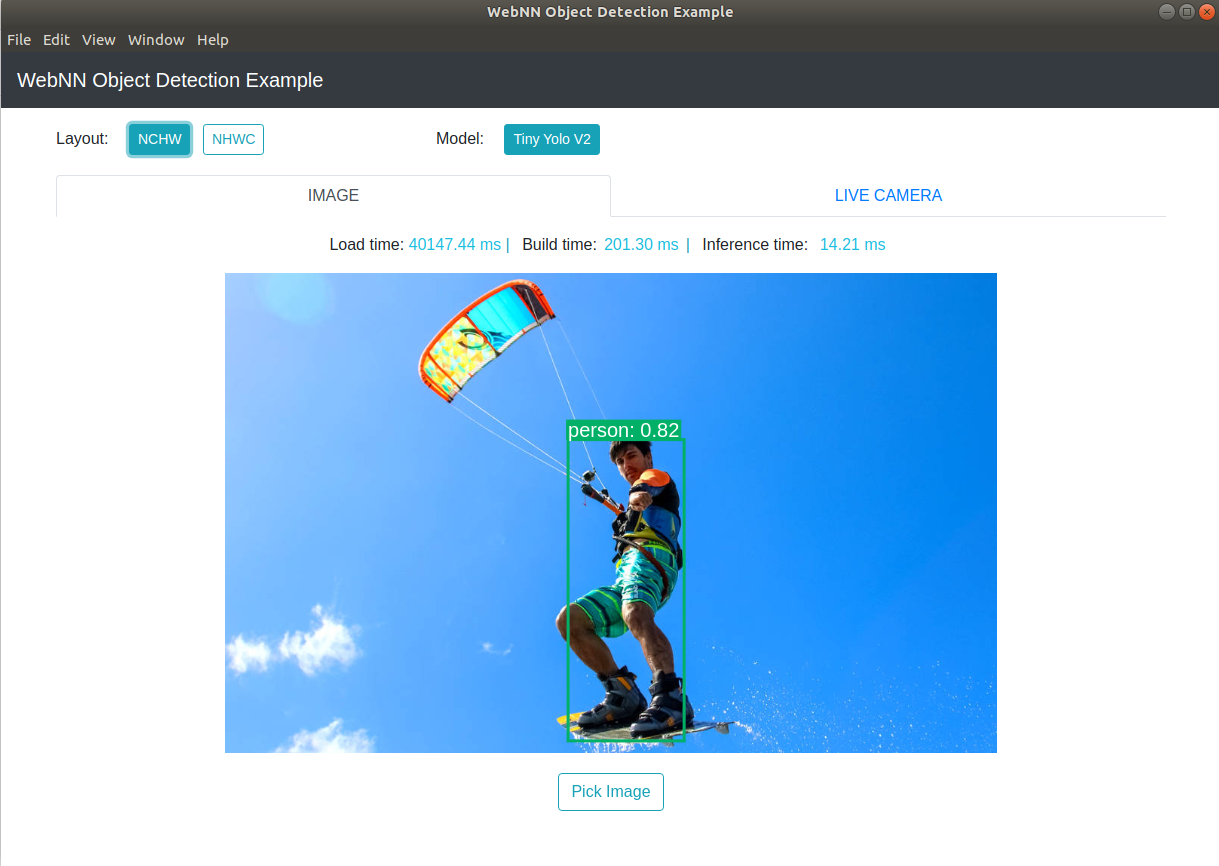 WebNN Object Detection Example
File Edit View Window Help
WebNN Object Detection Example
Layout: NCHW NHWC Model: Tiny Yolo V2
IMAGE LIVE CAMERA
Load time: 40147.44 ms | Build time: 201.30 ms | Inference time: 14.21 ms
person: 0.82
Pick Image